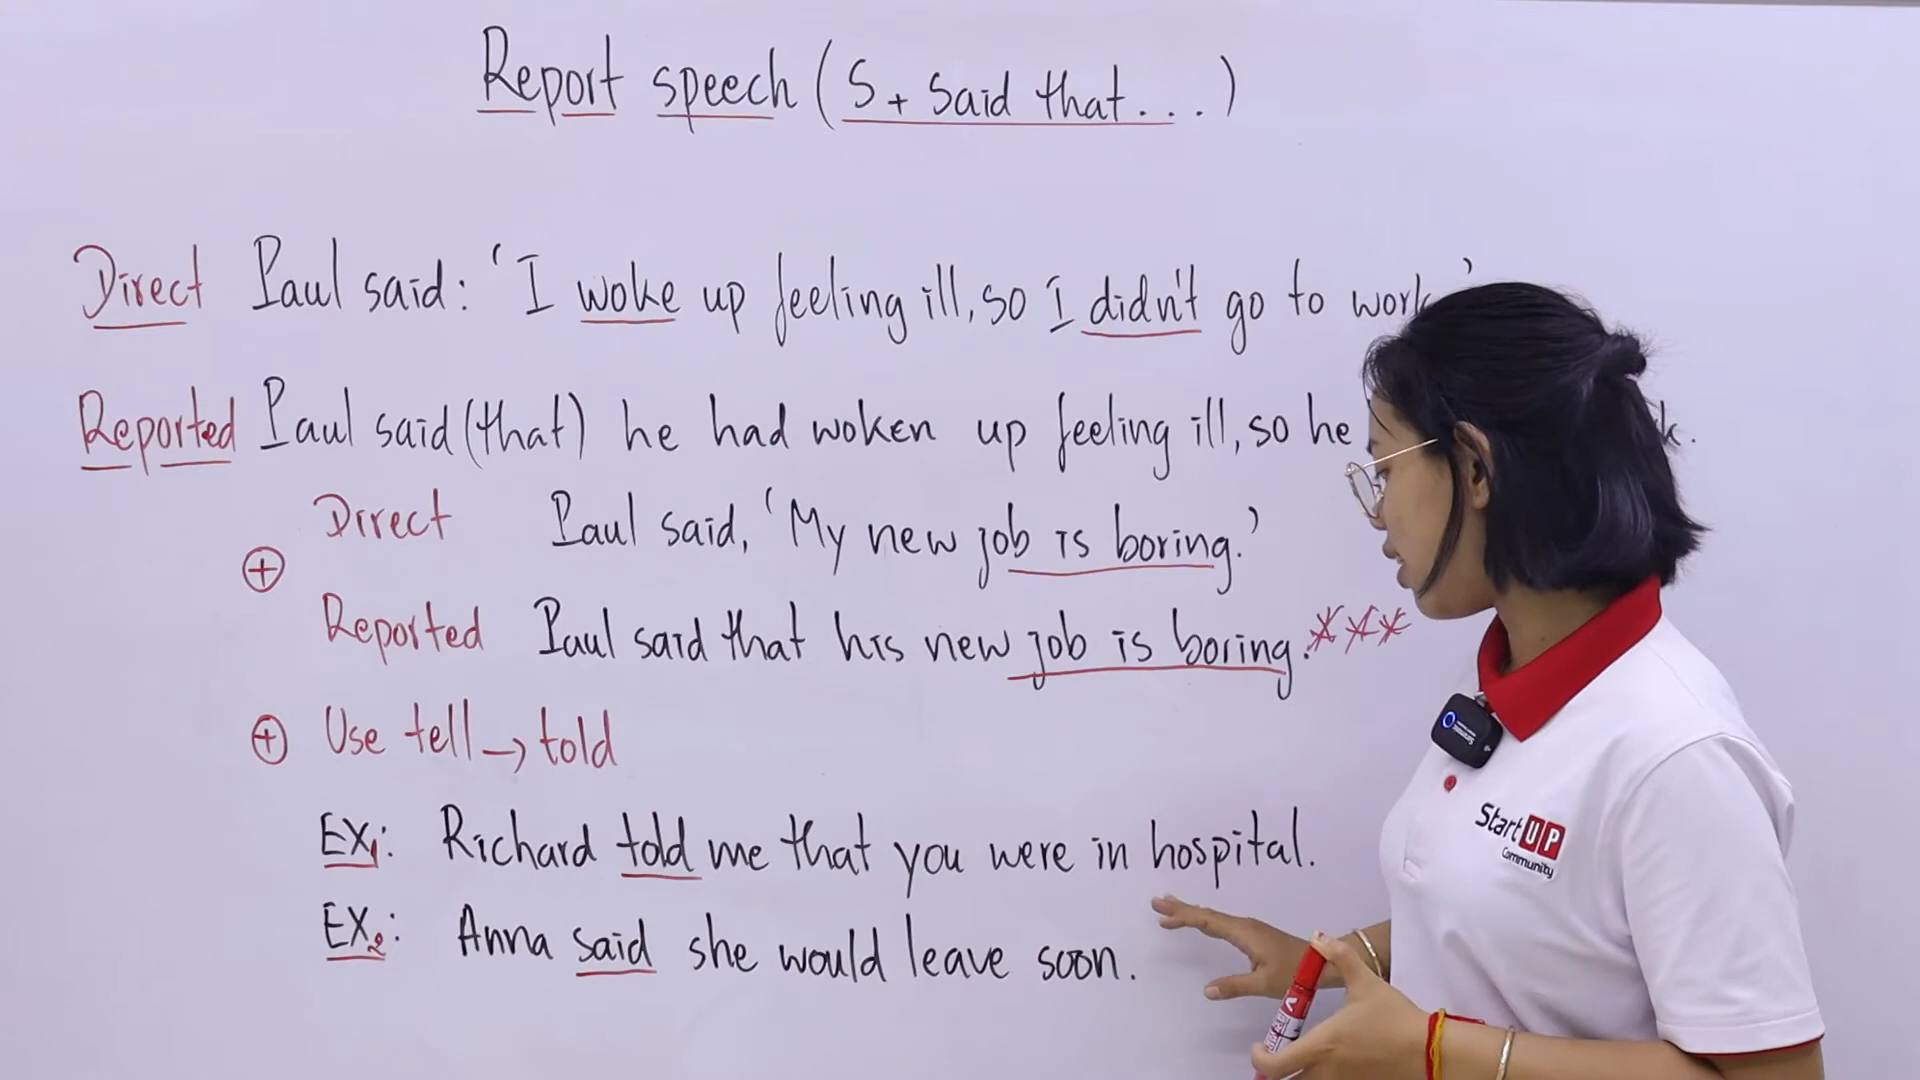 Report speech (S + Said that...)
Direct Paul said: 'I woke up feeling ill, so I didn't go to work'
Reported Paul said (that) he had woken up feeling ill, so he k.
Direct Paul said, 'My new job is boring.'
⊕
Reported Paul said that his new job is boring.***
⊕ Use tell → told
EX1: Richard told me that you were in hospital.
EX2: Anna said she would leave soon.
StartUP
Community